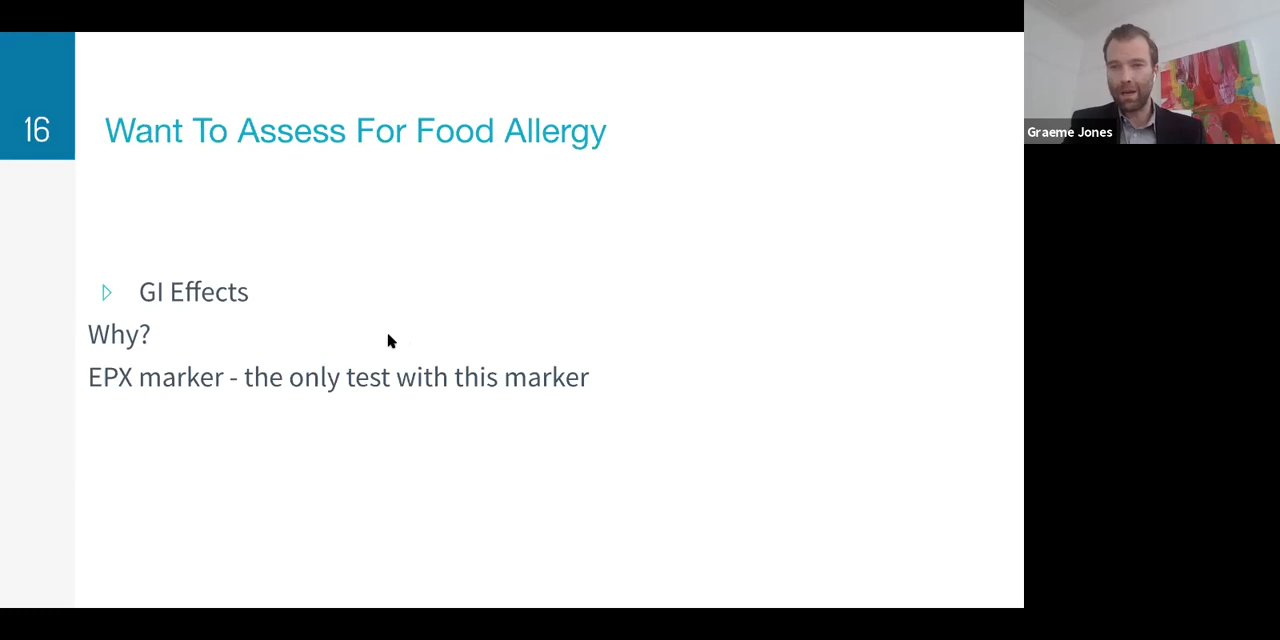 16
Want To Assess For Food Allergy
GI Effects
Why?
EPX marker - the only test with this marker
Graeme Jones